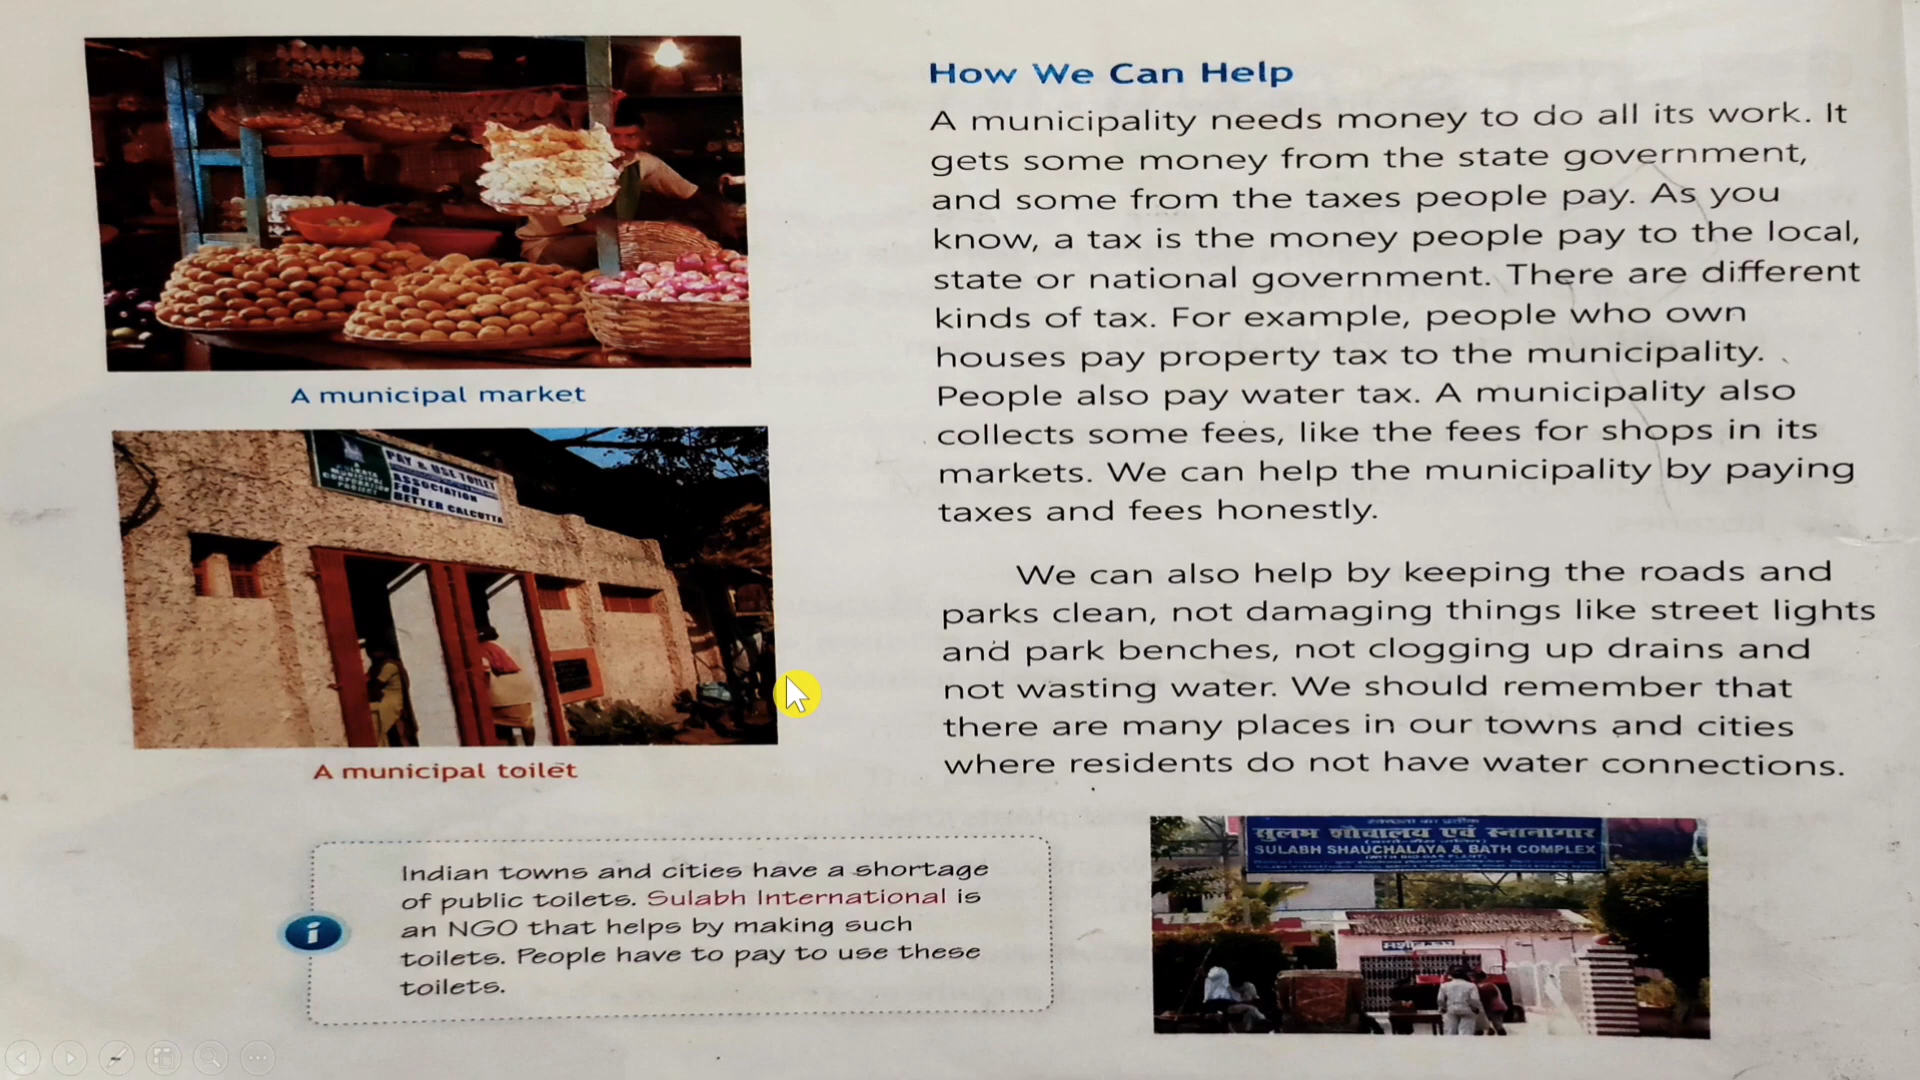 A municipal market
PAY & USE TOILET
ASSOCIATION
FOR
BETTER CALCUTTA
MUNICIPAL
CORPORATION
PROJECT
A municipal toilet
How We Can Help
A municipality needs money to do all its work. It
gets some money from the state government,
and some from the taxes people pay. As you
know, a tax is the money people pay to the local,
state or national government. There are different
kinds of tax. For example, people who own
houses pay property tax to the municipality.
People also pay water tax. A municipality also
collects some fees, like the fees for shops in its
markets. We can help the municipality by paying
taxes and fees honestly.
We can also help by keeping the roads and
parks clean, not damaging things like street lights
and park benches, not clogging up drains and
not wasting water. We should remember that
there are many places in our towns and cities
where residents do not have water connections.
Indian towns and cities have a shortage
of public toilets. Sulabh International is
an NGO that helps by making such
toilets. People have to pay to use these
toilets.
i
सुलभ शौचालय एवं स्नानागार
SULABH SHAUCHALAYA & BATH COMPLEX
(WITH BIO GAS PLANT)